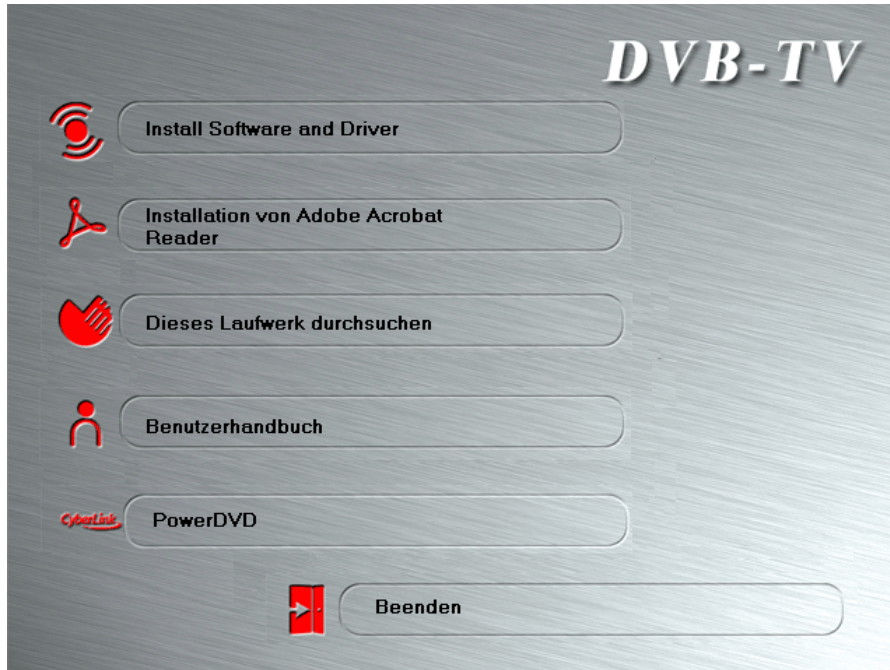 DVB-TV
Install Software and Driver
Installation von Adobe Acrobat
Reader
Dieses Laufwerk durchsuchen
Benutzerhandbuch
CyberLink
PowerDVD
Beenden